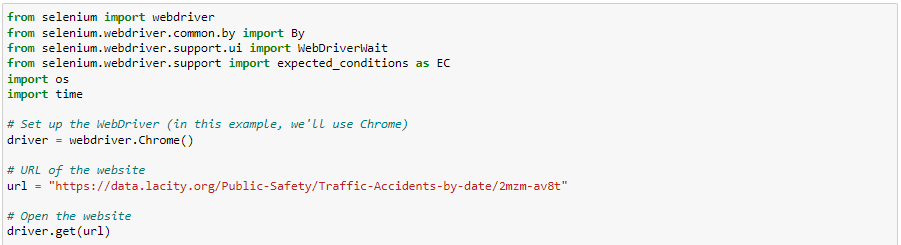 from selenium import webdriver
from selenium.webdriver.common.by import By
from selenium.webdriver.support.ui import WebDriverWait
from selenium.webdriver.support import expected_conditions as EC
import os
import time
# Set up the WebDriver (in this example, we'll use Chrome)
driver = webdriver.Chrome()
# URL of the website
url = "https://data.lacity.org/Public-Safety/Traffic-Accidents-by-date/2mzm-av8t"
# Open the website
driver.get(url)